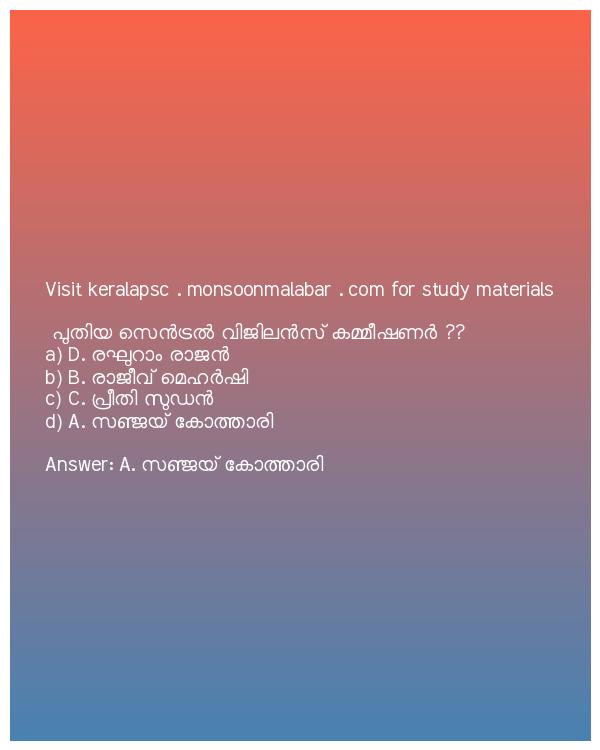 Visit keralapsc . monsoonmalabar . com for study materials
പുതിയ സെൻട്രൽ വിജിലൻസ് കമ്മീഷണർ ??
a) D. രഘുറാം രാജൻ
b) B. രാജീവ് മെഹർഷി
c) C. പ്രീതി സുഡൻ
d) A. സഞ്ജയ് കോത്താരി
Answer: A. സഞ്ജയ് കോത്താരി